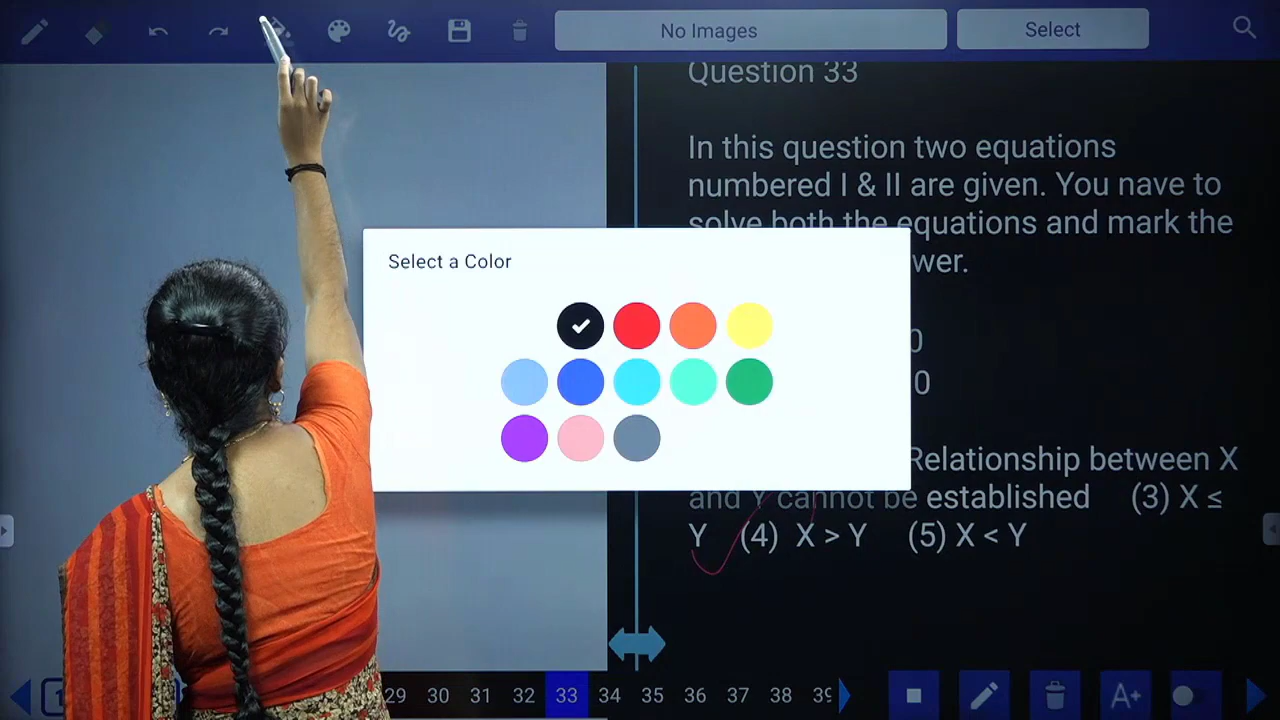 No Images
Select
Question 33
In this question two equations
numbered I & II are given. You nave to
solve both the equations and mark the
wer.
Select a Color
0
0
Relationship between X
and Y cannot be established (3) X ≤
Y (4) X > Y (5) X < Y
29 30 31 32 33 34 35 36 37 38 39
A+